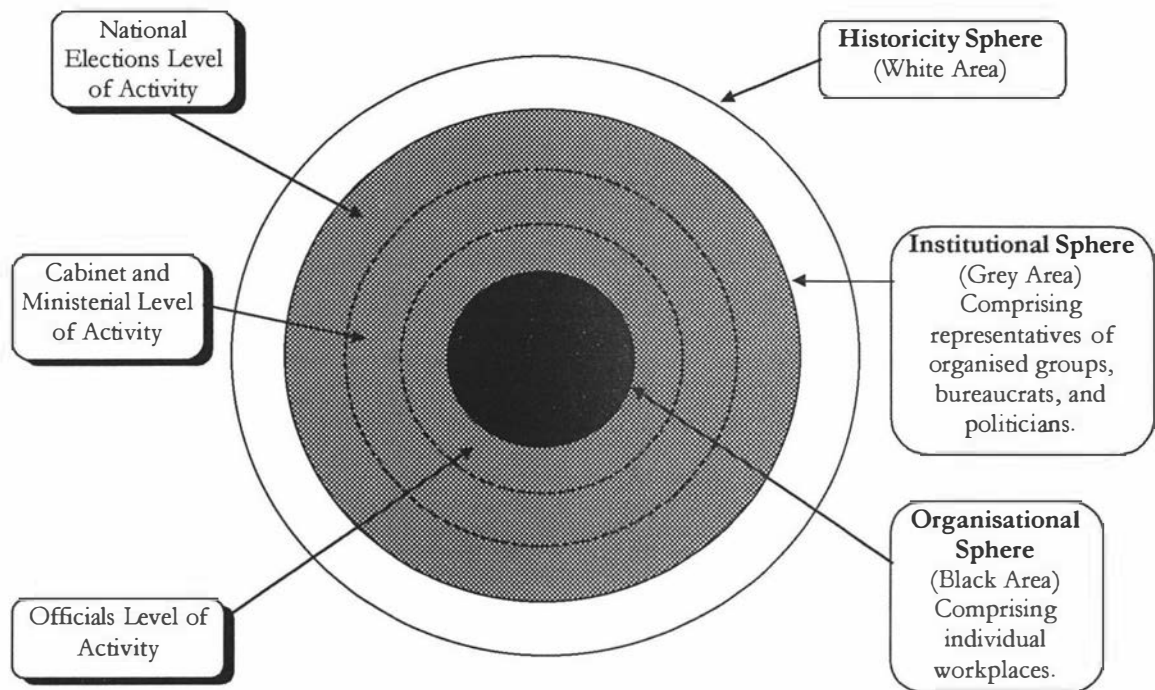 National
Elections Level
of Activity
Historicity Sphere
(White Area)
Cabinet and
Ministerial Level
of Activity
Institutional Sphere
(Grey Area)
Comprising
representatives of
organised groups,
bureaucrats, and
politicians.
Officials Level of
Activity
Organisational
Sphere
(Black Area)
Comprising
individual
workplaces.